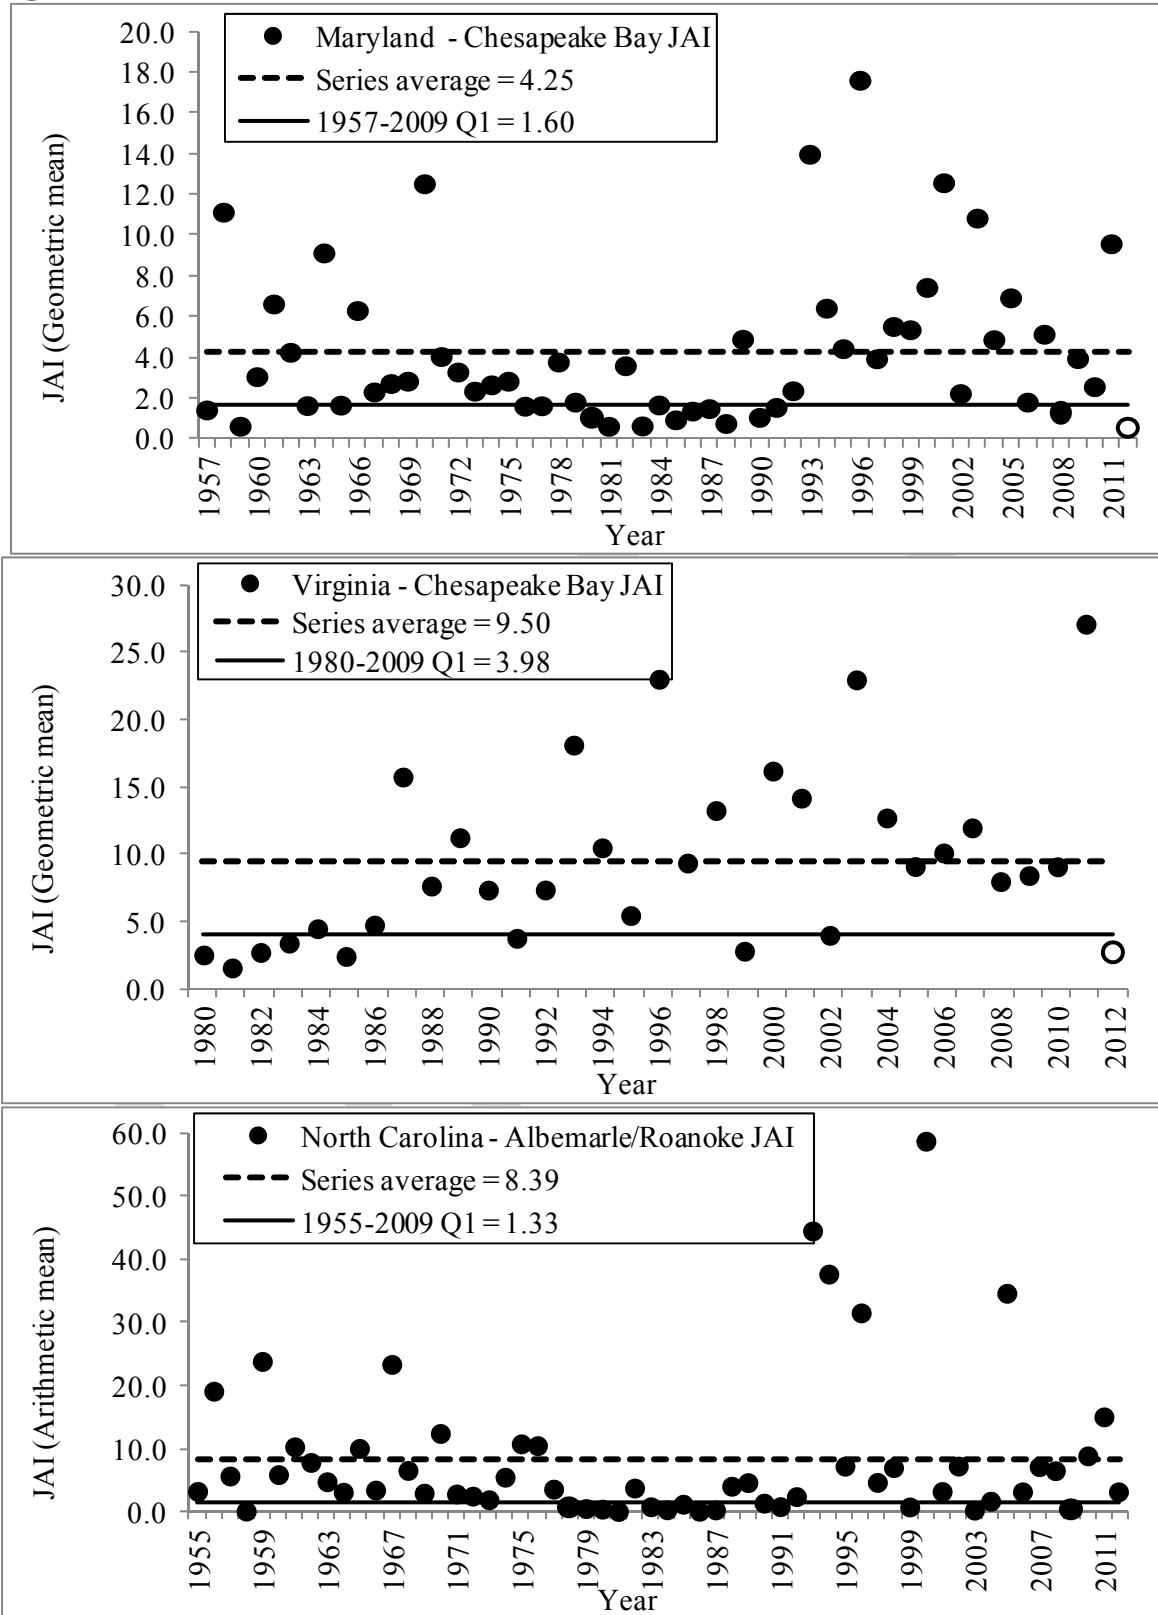 Maryland - Chesapeake Bay JAI
Series average = 4.25
1957-2009 Q1 = 1.60
JAI (Geometric mean)
20.0
18.0
16.0
14.0
12.0
10.0
8.0
6.0
4.0
2.0
0.0
1957 1960 1963 1966 1969 1972 1975 1978 1981 1984 1987 1990 1993 1996 1999 2002 2005 2008 2011
Year
Virginia - Chesapeake Bay JAI
Series average = 9.50
1980-2009 Q1 = 3.98
JAI (Geometric mean)
30.0
25.0
20.0
15.0
10.0
5.0
0.0
1980 1982 1984 1986 1988 1990 1992 1994 1996 1998 2000 2002 2004 2006 2008 2010 2012
Year
North Carolina - Albemarle/Roanoke JAI
Series average = 8.39
1955-2009 Q1 = 1.33
JAI (Arithmetic mean)
60.0
50.0
40.0
30.0
20.0
10.0
0.0
1955 1959 1963 1967 1971 1975 1979 1983 1987 1991 1995 1999 2003 2007 2011
Year